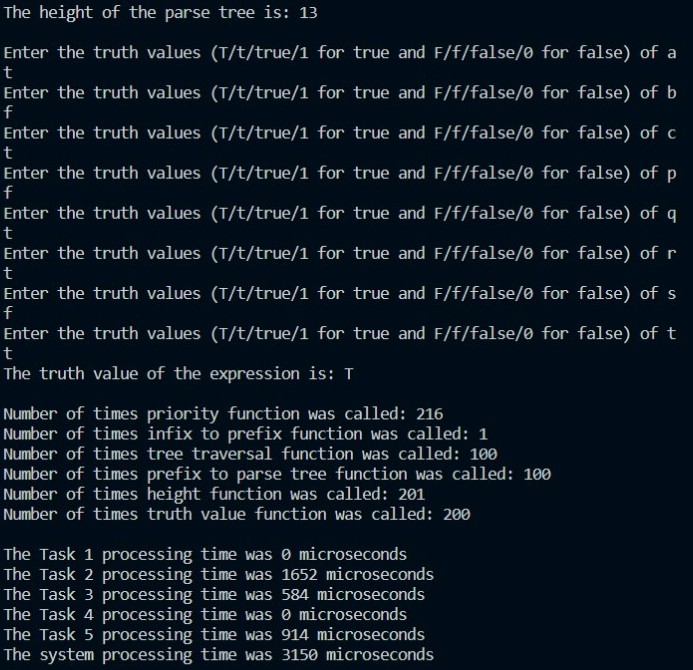 The height of the parse tree is: 13
Enter the truth values (T/t/true/1 for true and F/f/false/0 for false) of a
t
Enter the truth values (T/t/true/1 for true and F/f/false/0 for false) of b
f
Enter the truth values (T/t/true/1 for true and F/f/false/0 for false) of c
t
Enter the truth values (T/t/true/1 for true and F/f/false/0 for false) of p
f
Enter the truth values (T/t/true/1 for true and F/f/false/0 for false) of q
t
Enter the truth values (T/t/true/1 for true and F/f/false/0 for false) of r
t
Enter the truth values (T/t/true/1 for true and F/f/false/0 for false) of s
f
Enter the truth values (T/t/true/1 for true and F/f/false/0 for false) of t
t
The truth value of the expression is: T
Number of times priority function was called: 216
Number of times infix to prefix function was called: 1
Number of times tree traversal function was called: 100
Number of times prefix to parse tree function was called: 100
Number of times height function was called: 201
Number of times truth value function was called: 200
The Task 1 processing time was 0 microseconds
The Task 2 processing time was 1652 microseconds
The Task 3 processing time was 584 microseconds
The Task 4 processing time was 0 microseconds
The Task 5 processing time was 914 microseconds
The system processing time was 3150 microseconds